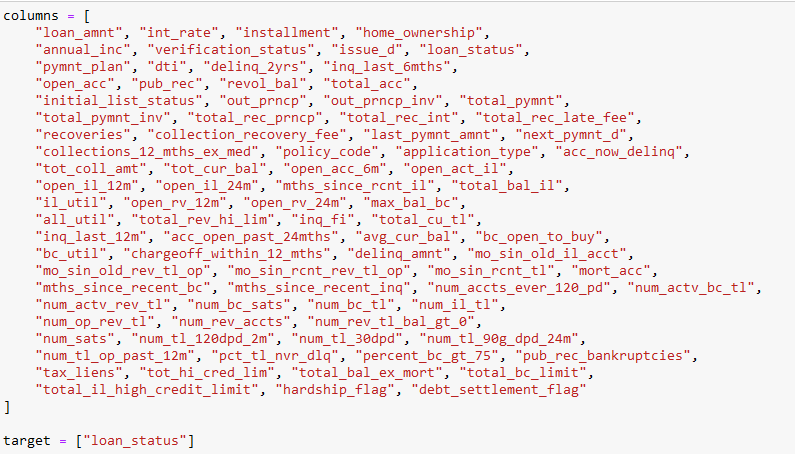 columns = [
    "loan_amnt", "int_rate", "installment", "home_ownership",
    "annual_inc", "verification_status", "issue_d", "loan_status",
    "pymnt_plan", "dti", "delinq_2yrs", "inq_last_6mths",
    "open_acc", "pub_rec", "revol_bal", "total_acc",
    "initial_list_status", "out_prncp", "out_prncp_inv", "total_pymnt",
    "total_pymnt_inv", "total_rec_prncp", "total_rec_int", "total_rec_late_fee",
    "recoveries", "collection_recovery_fee", "last_pymnt_amnt", "next_pymnt_d",
    "collections_12_mths_ex_med", "policy_code", "application_type", "acc_now_delinq",
    "tot_coll_amt", "tot_cur_bal", "open_acc_6m", "open_act_il",
    "open_il_12m", "open_il_24m", "mths_since_rcnt_il", "total_bal_il",
    "il_util", "open_rv_12m", "open_rv_24m", "max_bal_bc",
    "all_util", "total_rev_hi_lim", "inq_fi", "total_cu_tl",
    "inq_last_12m", "acc_open_past_24mths", "avg_cur_bal", "bc_open_to_buy",
    "bc_util", "chargeoff_within_12_mths", "delinq_amnt", "mo_sin_old_il_acct",
    "mo_sin_old_rev_tl_op", "mo_sin_rcnt_rev_tl_op", "mo_sin_rcnt_tl", "mort_acc",
    "mths_since_recent_bc", "mths_since_recent_inq", "num_accts_ever_120_pd", "num_actv_bc_tl",
    "num_actv_rev_tl", "num_bc_sats", "num_bc_tl", "num_il_tl",
    "num_op_rev_tl", "num_rev_accts", "num_rev_tl_bal_gt_0",
    "num_sats", "num_tl_120dpd_2m", "num_tl_30dpd", "num_tl_90g_dpd_24m",
    "num_tl_op_past_12m", "pct_tl_nvr_dlq", "percent_bc_gt_75", "pub_rec_bankruptcies",
    "tax_liens", "tot_hi_cred_lim", "total_bal_ex_mort", "total_bc_limit",
    "total_il_high_credit_limit", "hardship_flag", "debt_settlement_flag"
]
target = ["loan_status"]